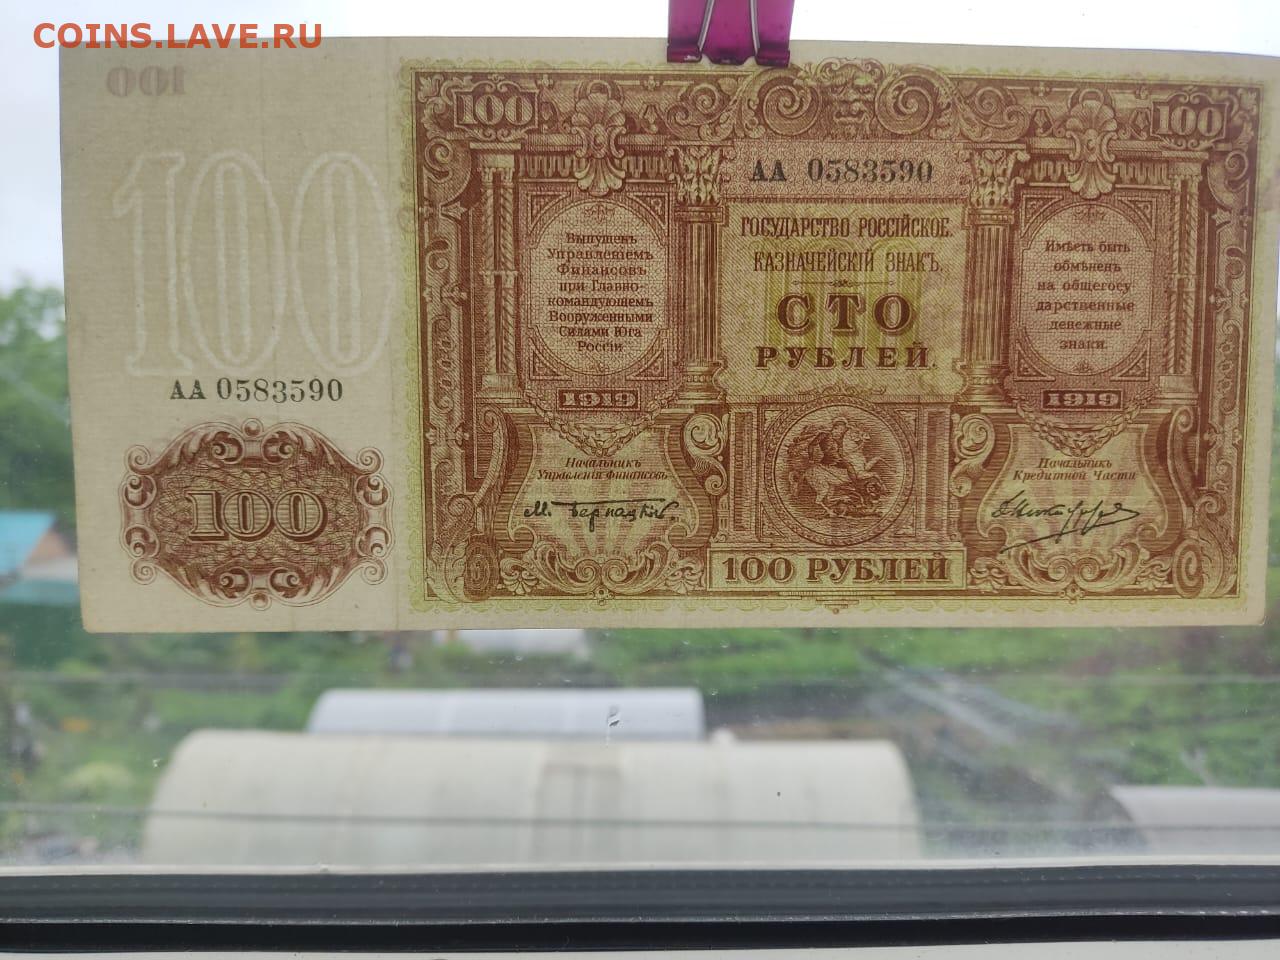 COINS.LAVE.RU
100
100
100
100
АА 0583590
ГОСУДАРСТВО РОССІЙСКОЕ.
КАЗНАЧЕЙСКІЙ ЗНАКЪ.
СТО
РУБЛЕЙ.
Выпущенъ
Управленіемъ
Финансовъ
при Главно-
командующемъ
Вооруженными
Силами Юга
Россіи
Имѣетъ быть
обмѣненъ
на общегосу
дарственные
денежные
знаки.
АА 0583590
1919
1919
Начальникъ
Управленія Финансовъ
Начальникъ
Кредитной Части
М. Бернацкій.
100
100 РУБЛЕЙ